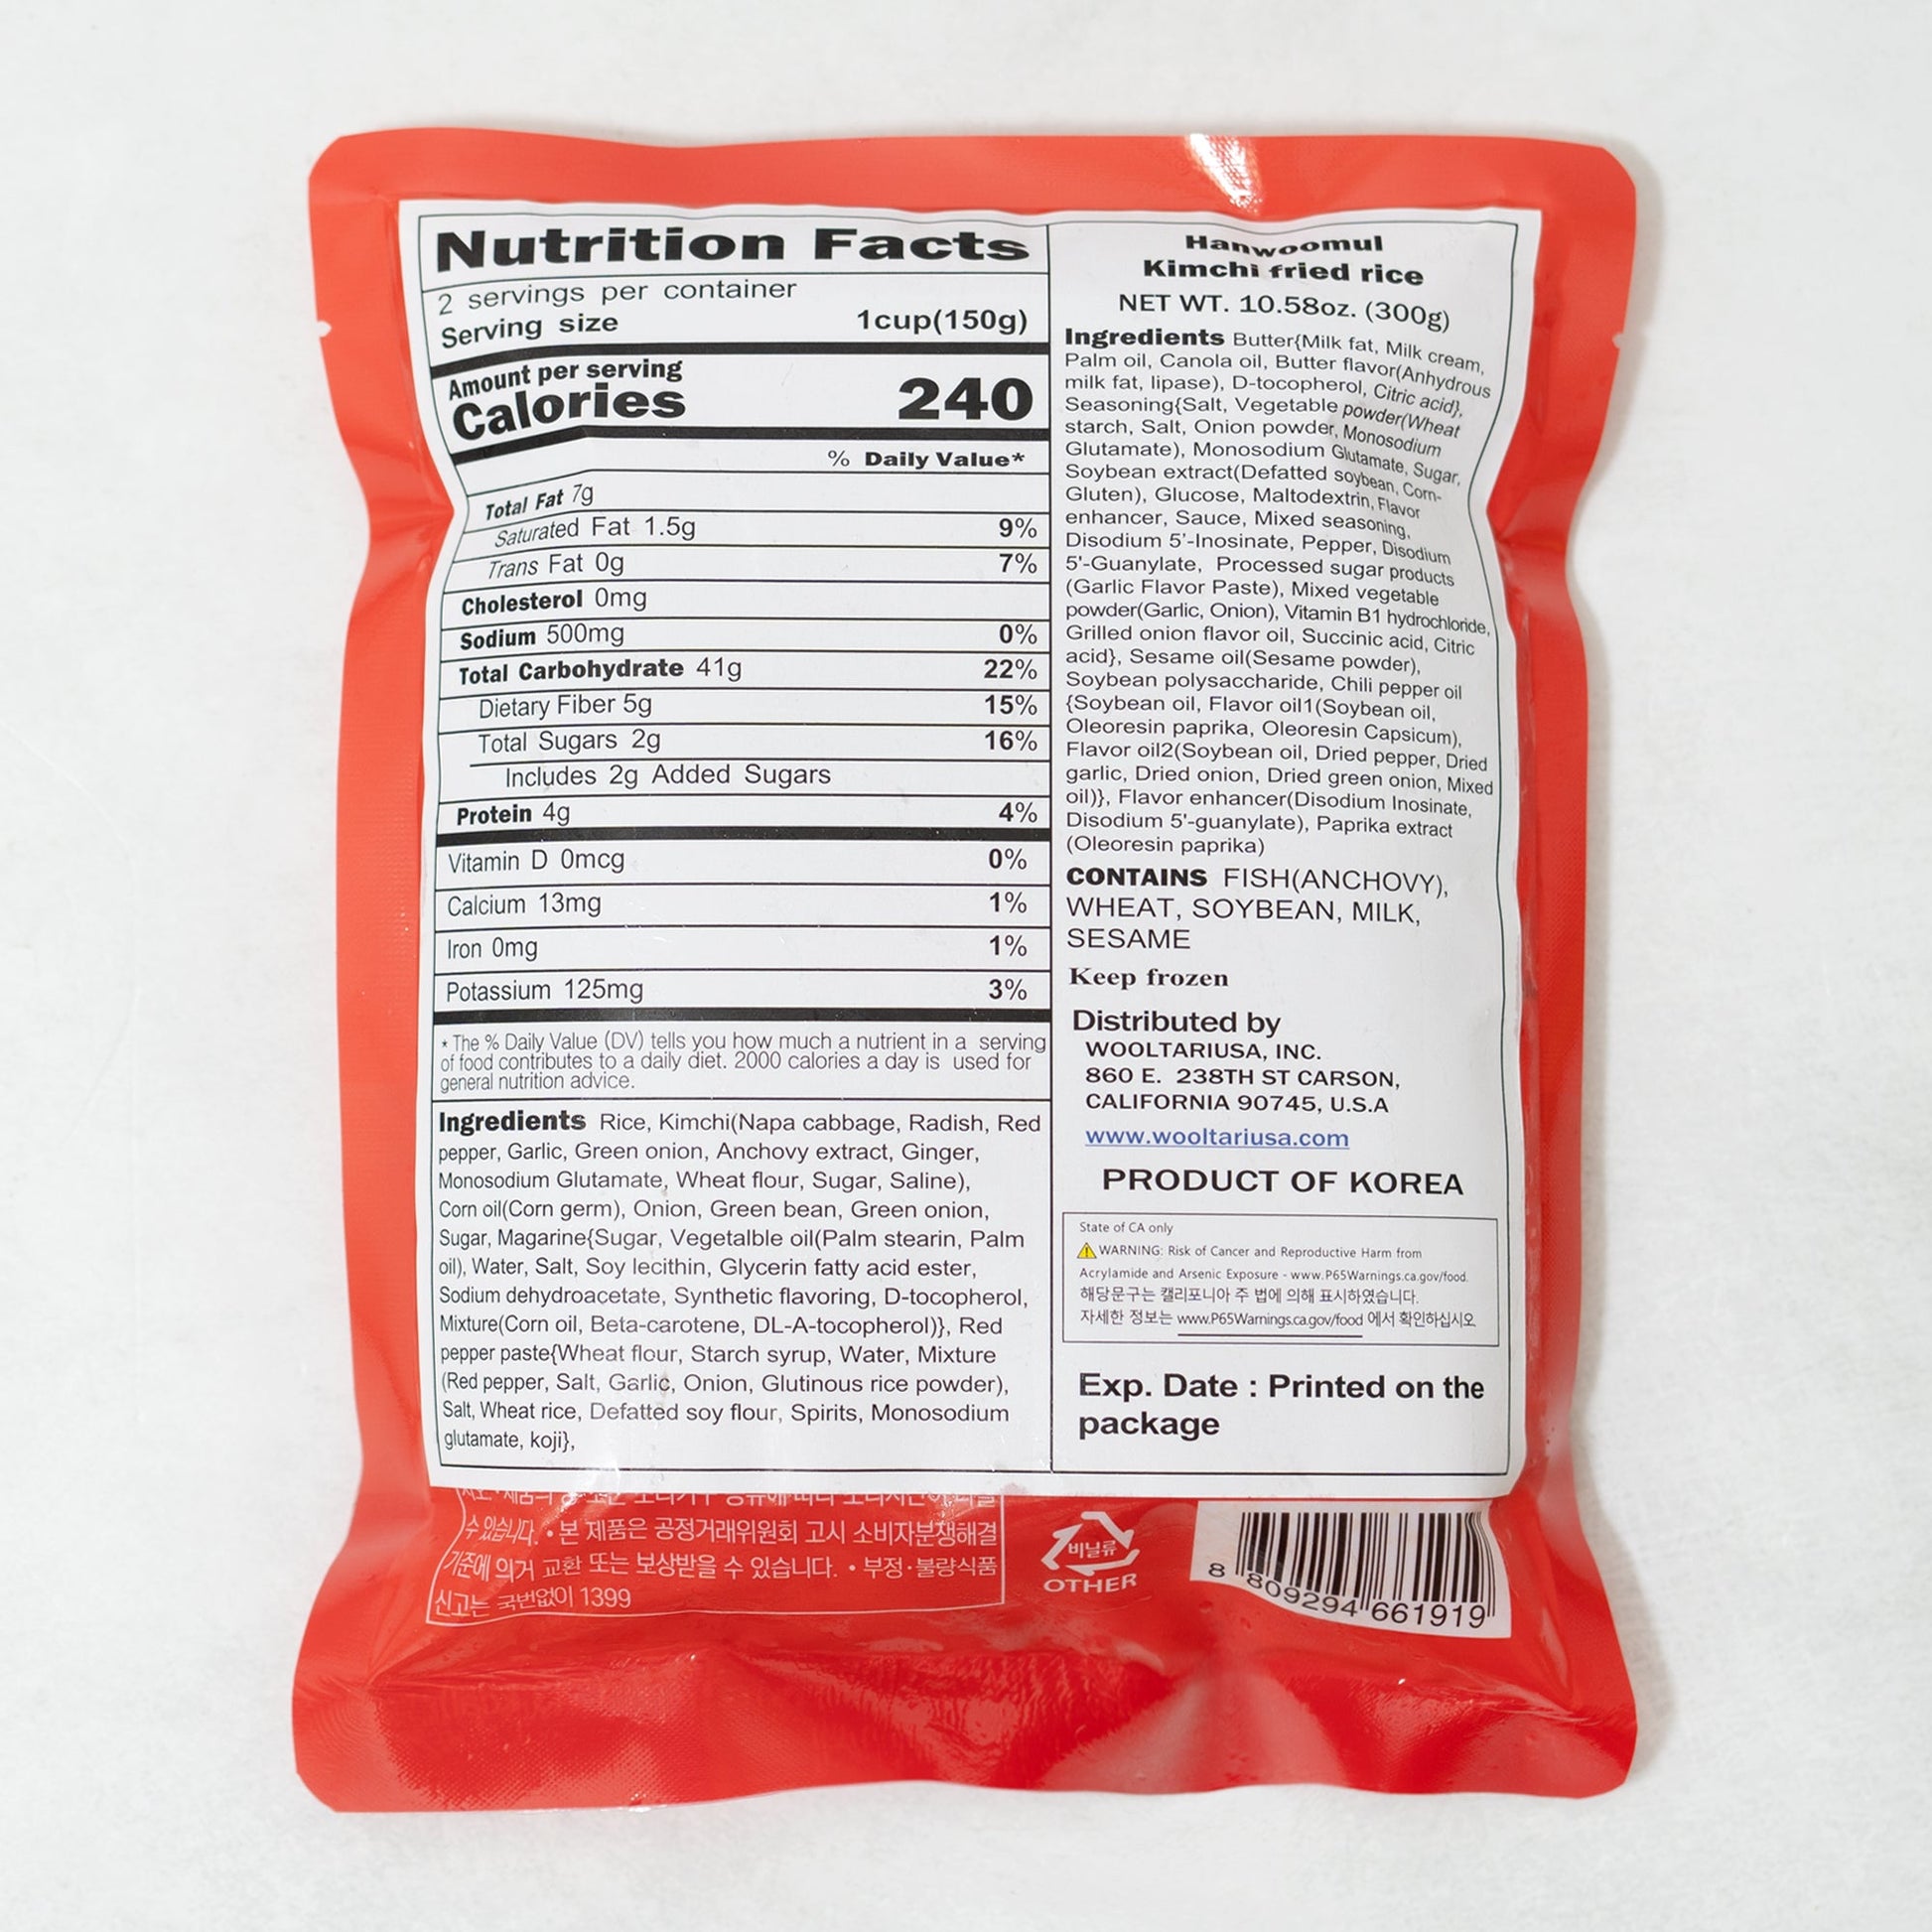 Nutrition Facts
2 servings per container
Serving size 1cup(150g)
Amount per serving
Calories 240
% Daily Value*
Total Fat 7g
Saturated Fat 1.5g 9%
Trans Fat 0g 7%
Cholesterol 0mg
Sodium 500mg 0%
Total Carbohydrate 41g 22%
Dietary Fiber 5g 15%
Total Sugars 2g 16%
Includes 2g Added Sugars
Protein 4g 4%
Vitamin D 0mcg 0%
Calcium 13mg 1%
Iron 0mg 1%
Potassium 125mg 3%
* The % Daily Value (DV) tells you how much a nutrient in a serving
of food contributes to a daily diet. 2000 calories a day is used for
general nutrition advice.
Ingredients Rice, Kimchi(Napa cabbage, Radish, Red
pepper, Garlic, Green onion, Anchovy extract, Ginger,
Monosodium Glutamate, Wheat flour, Sugar, Saline),
Corn oil(Corn germ), Onion, Green bean, Green onion,
Sugar, Magarine{Sugar, Vegetalble oil(Palm stearin, Palm
oil), Water, Salt, Soy lecithin, Glycerin fatty acid ester,
Sodium dehydroacetate, Synthetic flavoring, D-tocopherol,
Mixture(Corn oil, Beta-carotene, DL-A-tocopherol)}, Red
pepper paste{Wheat flour, Starch syrup, Water, Mixture
(Red pepper, Salt, Garlic, Onion, Glutinous rice powder),
Salt, Wheat rice, Defatted soy flour, Spirits, Monosodium
glutamate, koji},
Hanwoomul
Kimchi fried rice
NET WT. 10.58oz. (300g)
Ingredients Butter{Milk fat, Milk cream,
Palm oil, Canola oil, Butter flavor(Anhydrous
milk fat, lipase), D-tocopherol, Citric acid},
Seasoning{Salt, Vegetable powder(Wheat
starch, Salt, Onion powder, Monosodium
Glutamate), Monosodium Glutamate, Sugar,
Soybean extract(Defatted soybean, Corn-
Gluten), Glucose, Maltodextrin, Flavor
enhancer, Sauce, Mixed seasoning,
Disodium 5'-Inosinate, Pepper, Disodium
5'-Guanylate, Processed sugar products
(Garlic Flavor Paste), Mixed vegetable
powder(Garlic, Onion), Vitamin B1 hydrochloride,
Grilled onion flavor oil, Succinic acid, Citric
acid}, Sesame oil(Sesame powder),
Soybean polysaccharide, Chili pepper oil
{Soybean oil, Flavor oil1(Soybean oil,
Oleoresin paprika, Oleoresin Capsicum),
Flavor oil2(Soybean oil, Dried pepper, Dried
garlic, Dried onion, Dried green onion, Mixed
oil)}, Flavor enhancer(Disodium Inosinate,
Disodium 5'-guanylate), Paprika extract
(Oleoresin paprika)
CONTAINS FISH(ANCHOVY),
WHEAT, SOYBEAN, MILK,
SESAME
Keep frozen
Distributed by
WOOLTARIUSA, INC.
860 E. 238TH ST CARSON,
CALIFORNIA 90745, U.S.A
www.wooltariusa.com
PRODUCT OF KOREA
State of CA only
WARNING: Risk of Cancer and Reproductive Harm from
Acrylamide and Arsenic Exposure - www.P65Warnings.ca.gov/food.
해당문구는 캘리포니아 주 법에 의해 표시하였습니다.
자세한 정보는 www.P65Warnings.ca.gov/food 에서 확인하십시오
Exp. Date : Printed on the
package
수 있습니다. • 본 제품은 공정거래위원회 고시 소비자분쟁해결
기준에 의거 교환 또는 보상받을 수 있습니다. • 부정·불량식품
신고는 국번없이 1399
비닐류
OTHER
8 809294 661919